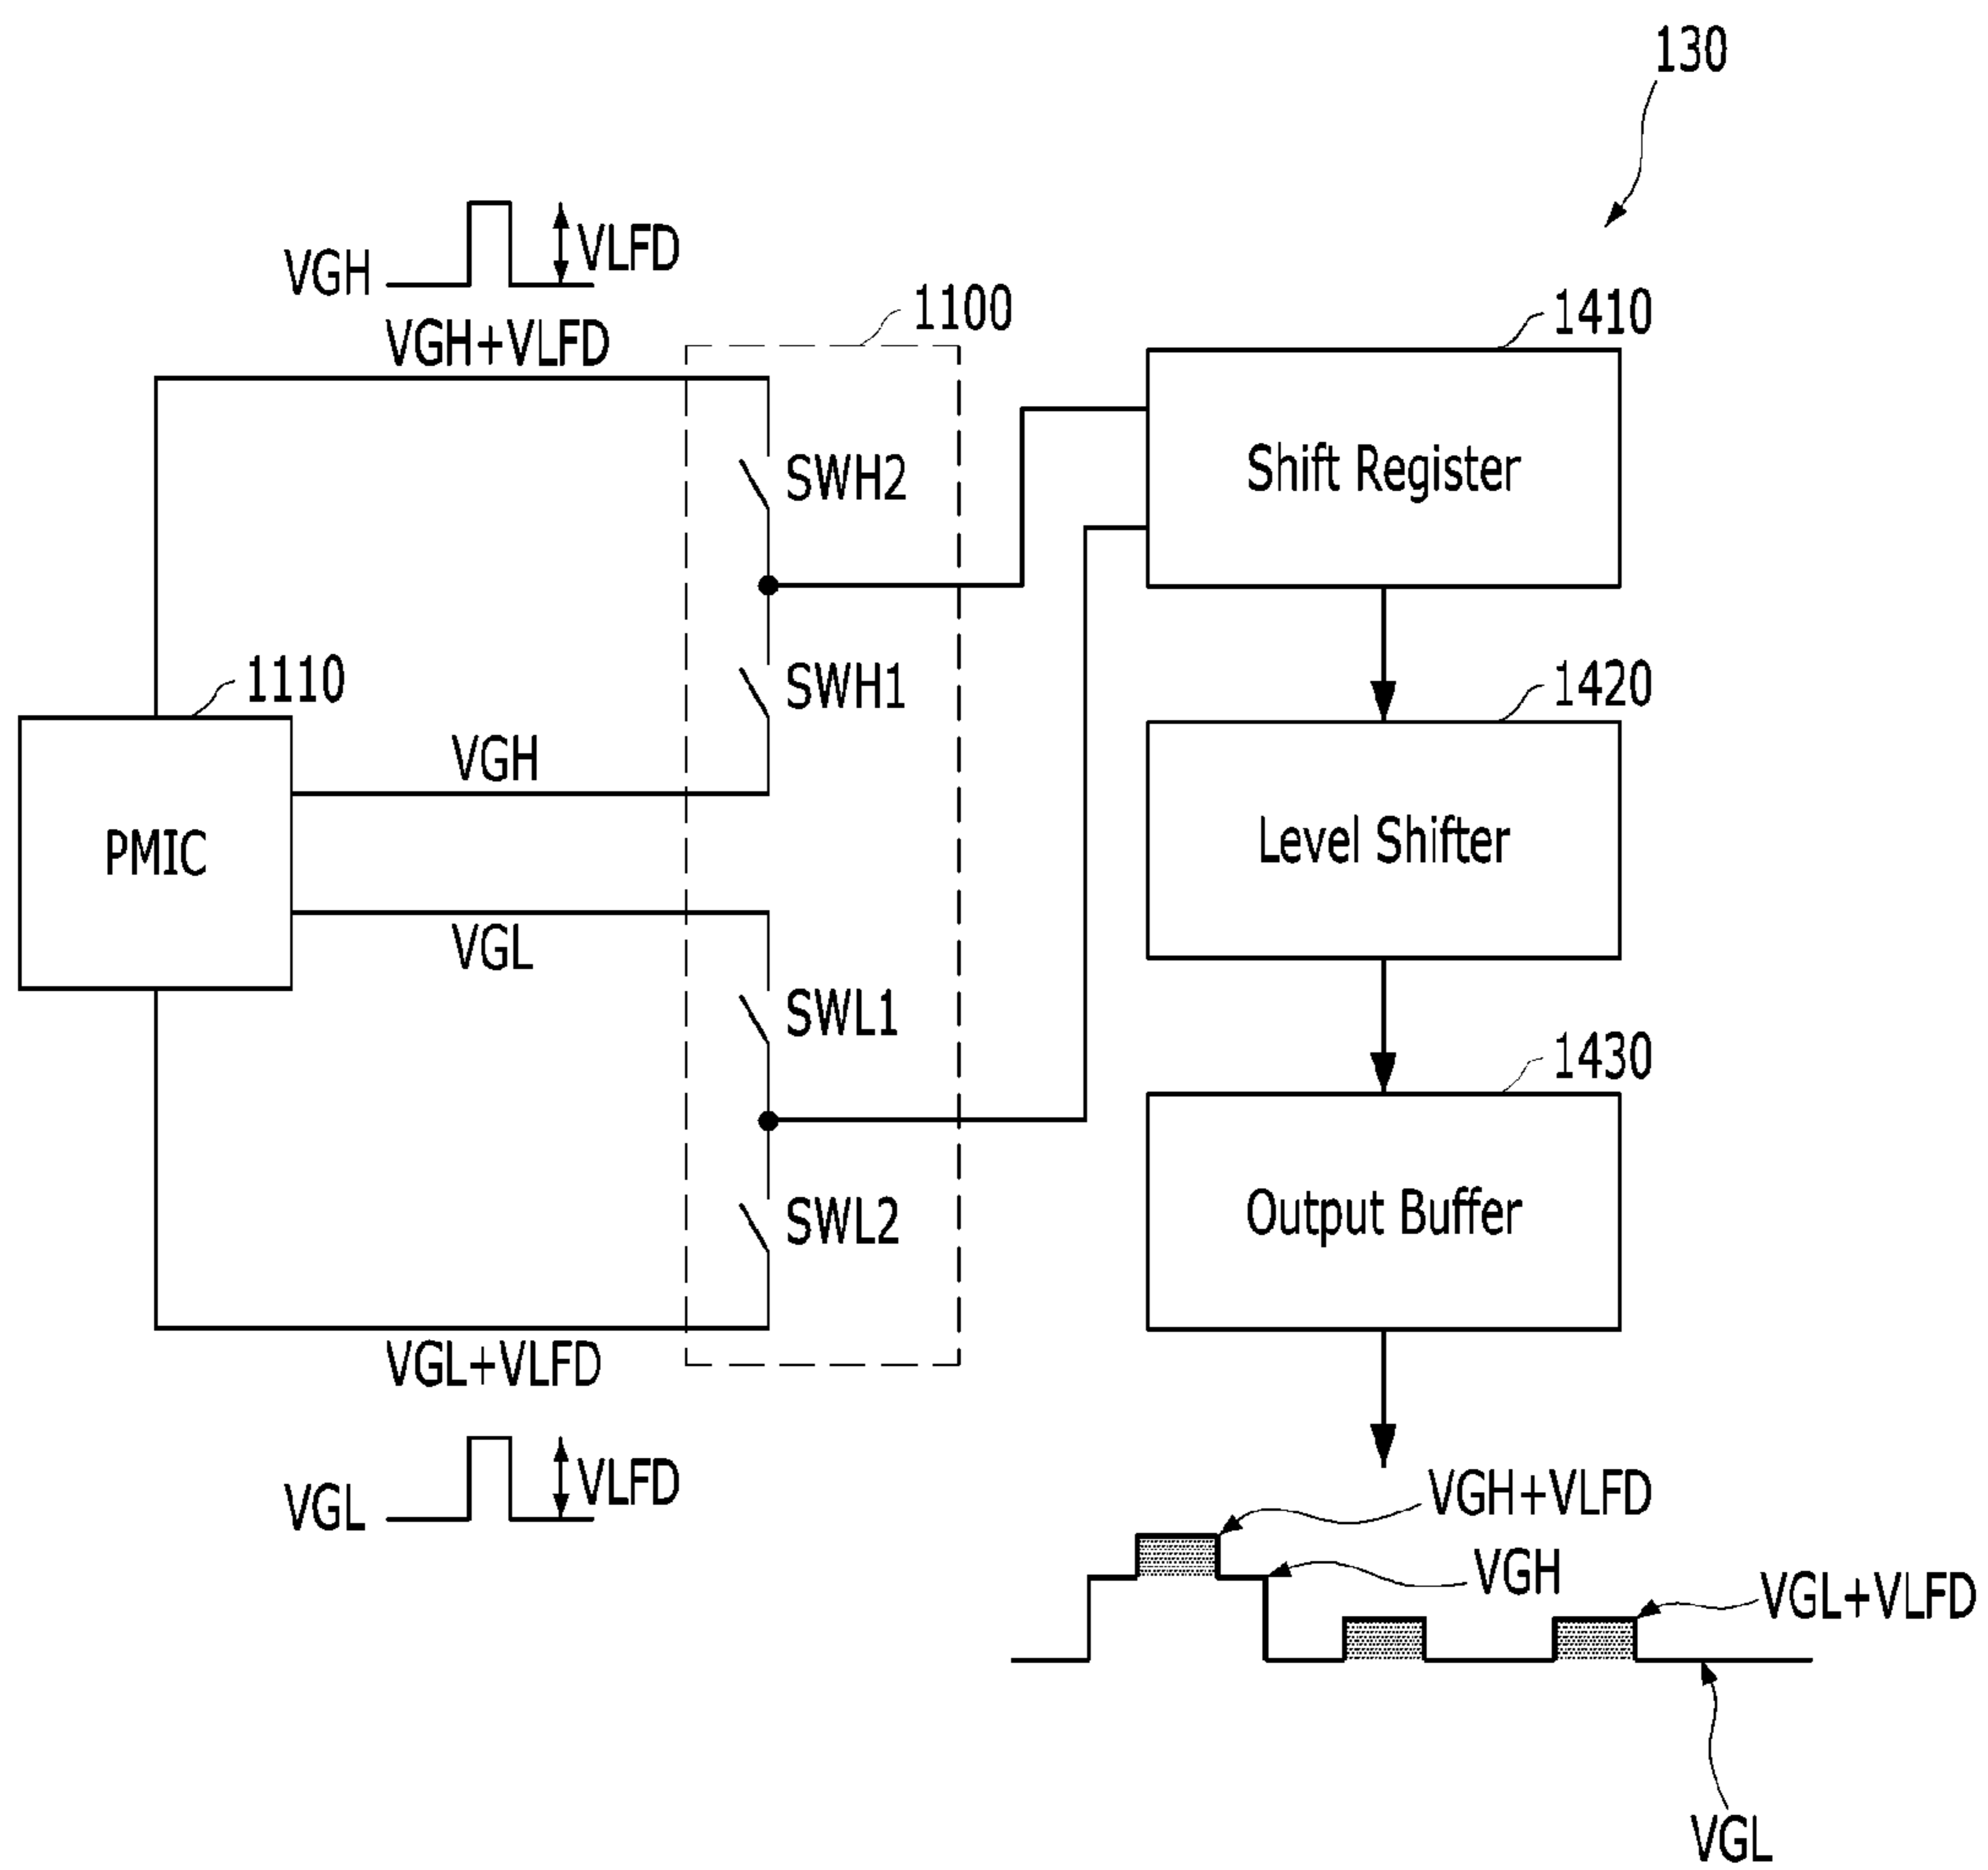 130
VGH
VLFD
VGH+VLFD
1100
1410
SWH2
Shift Register
1110
SWH1
1420
VGH
PMIC
Level Shifter
VGL
SWL1
1430
SWL2
Output Buffer
VGL+VLFD
VGL
VLFD
VGH+VLFD
VGH
VGL+VLFD
VGL